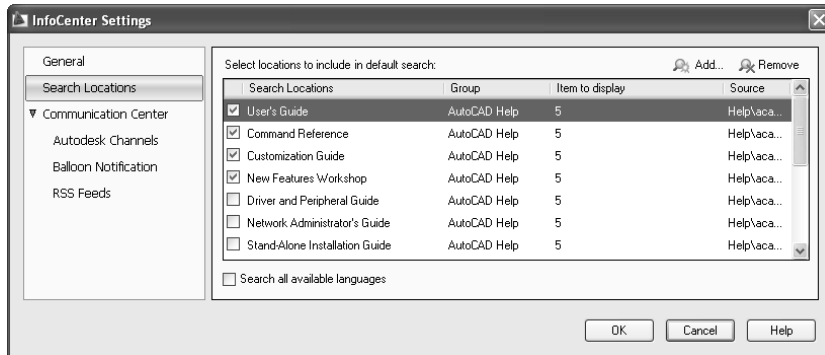 InfoCenter Settings
General
Search Locations
Communication Center
Autodesk Channels
Balloon Notification
RSS Feeds
Select locations to include in default search:
Add... Remove
Search Locations Group Item to display Source
User's Guide AutoCAD Help 5 Help\aca...
Command Reference AutoCAD Help 5 Help\aca...
Customization Guide AutoCAD Help 5 Help\aca...
New Features Workshop AutoCAD Help 5 Help\aca...
Driver and Peripheral Guide AutoCAD Help 5 Help\aca...
Network Administrator's Guide AutoCAD Help 5 Help\aca...
Stand-Alone Installation Guide AutoCAD Help 5 Help\aca...
Search all available languages
OK Cancel Help